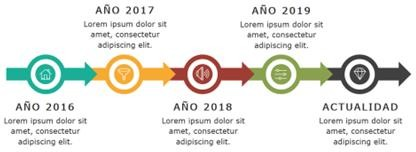 AÑO 2016
Lorem ipsum dolor sit
amet, consectetur
adipiscing elit.
AÑO 2017
Lorem ipsum dolor sit
amet, consectetur
adipiscing elit.
AÑO 2018
Lorem ipsum dolor sit
amet, consectetur
adipiscing elit.
AÑO 2019
Lorem ipsum dolor sit
amet, consectetur
adipiscing elit.
ACTUALIDAD
Lorem ipsum dolor sit
amet, consectetur
adipiscing elit.